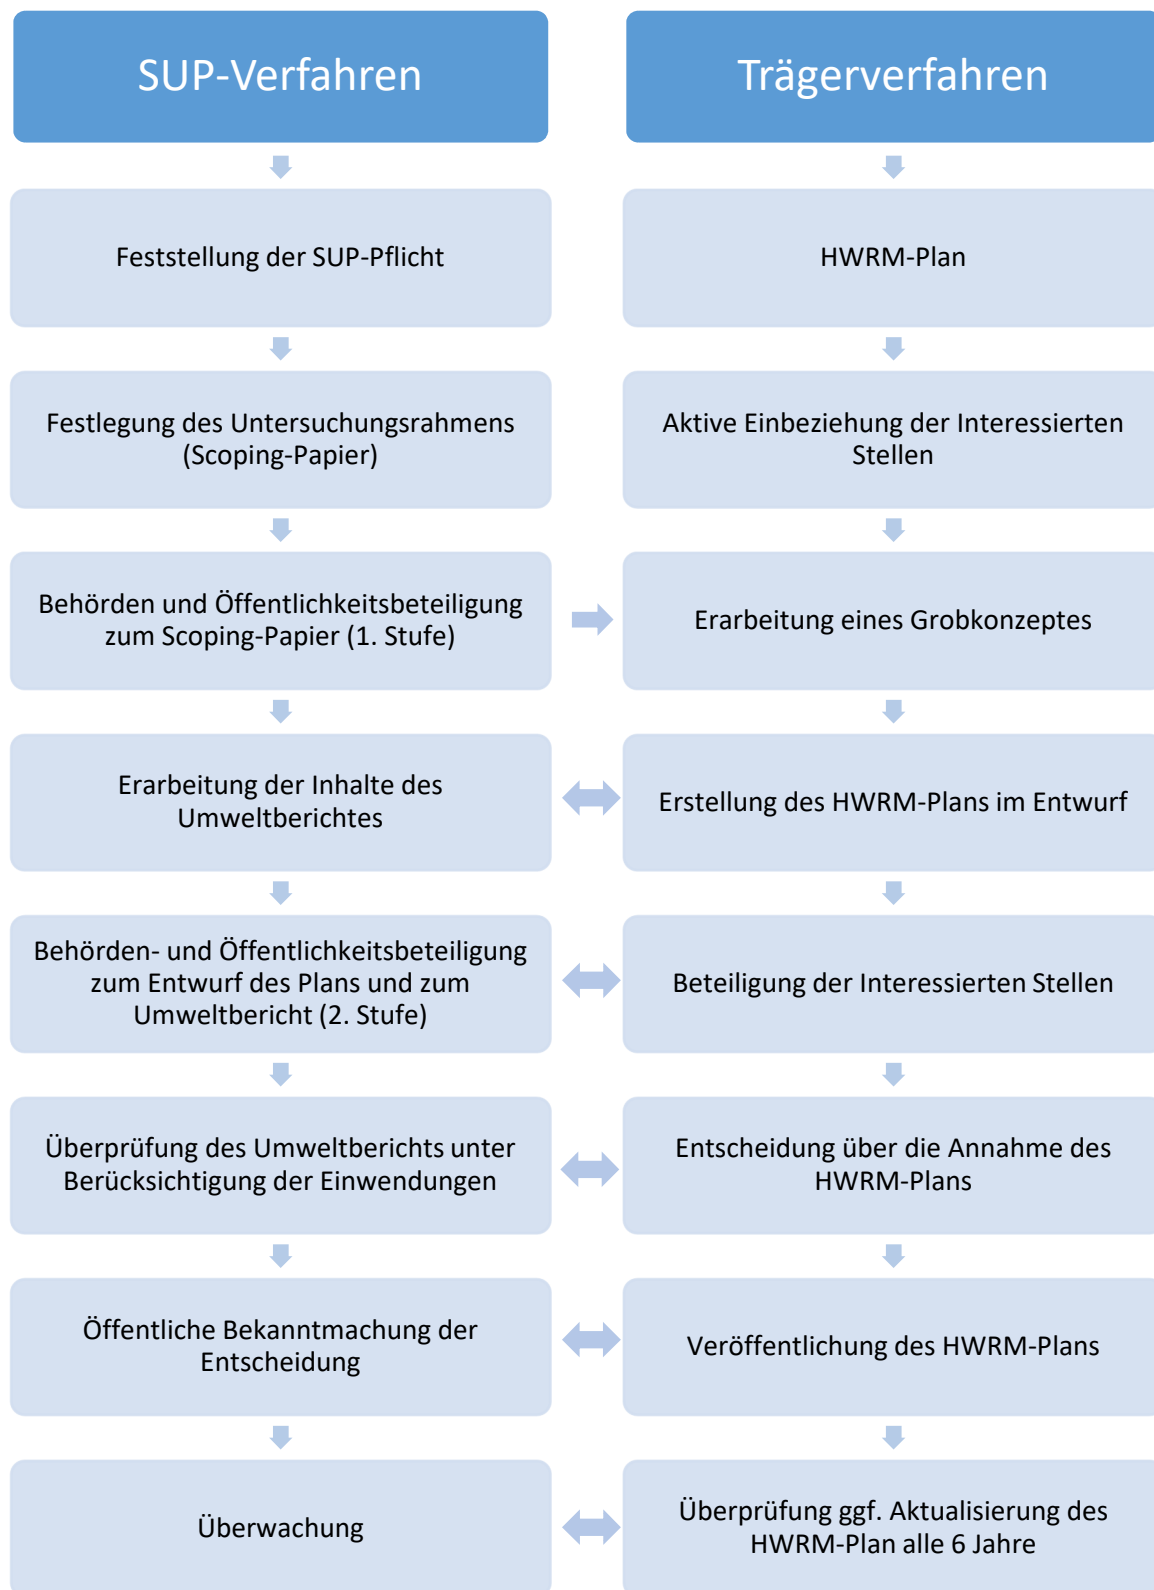 SUP-Verfahren
Trägerverfahren
Feststellung der SUP-Pflicht
HWRM-Plan
Festlegung des Untersuchungsrahmens
(Scoping-Papier)
Aktive Einbeziehung der Interessierten
Stellen
Behörden und Öffentlichkeitsbeteiligung
zum Scoping-Papier (1. Stufe)
Erarbeitung eines Grobkonzeptes
Erarbeitung der Inhalte des
Umweltberichtes
Erstellung des HWRM-Plans im Entwurf
Behörden- und Öffentlichkeitsbeteiligung
zum Entwurf des Plans und zum
Umweltbericht (2. Stufe)
Beteiligung der Interessierten Stellen
Überprüfung des Umweltberichts unter
Berücksichtigung der Einwendungen
Entscheidung über die Annahme des
HWRM-Plans
Öffentliche Bekanntmachung der
Entscheidung
Veröffentlichung des HWRM-Plans
Überwachung
Überprüfung ggf. Aktualisierung des
HWRM-Plan alle 6 Jahre